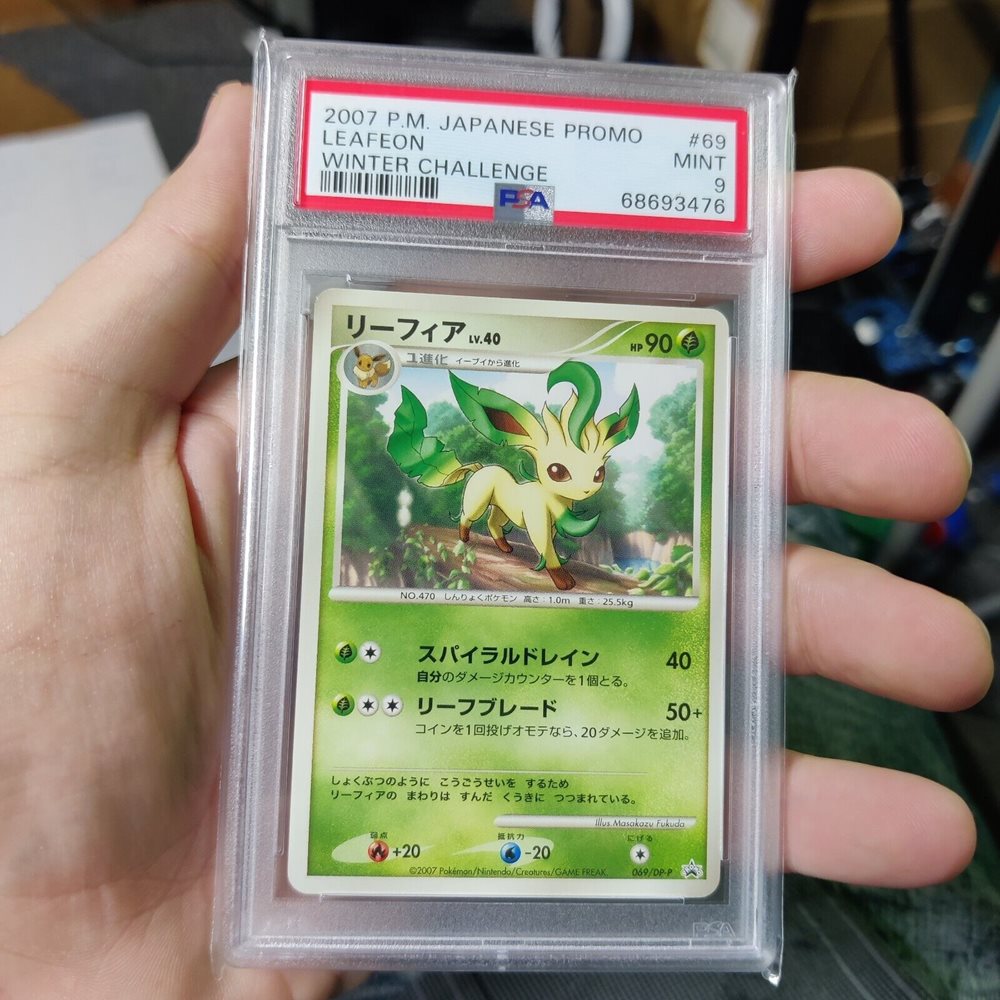 2007 P.M. JAPANESE PROMO #69
LEAFEON MINT
WINTER CHALLENGE 9
PSA 68693476
リーフィア LV.40 HP 90
1進化 イーブイから進化
NO.470 しんりょくポケモン 高さ:1.0m 重さ:25.5kg
スパイラルドレイン 40
自分のダメージカウンターを1個とる。
リーフブレード 50+
コインを1回投げオモテなら、20ダメージを追加。
しょくぶつのように こうごうせいを するため
リーフィアの まわりは すんだ くうきに つつまれている。
Illus. Masakazu Fukuda
弱点 抵抗力 にげる
+20 -20
©2007 Pokémon/Nintendo/Creatures/GAME FREAK. 069/DP-P
PSA